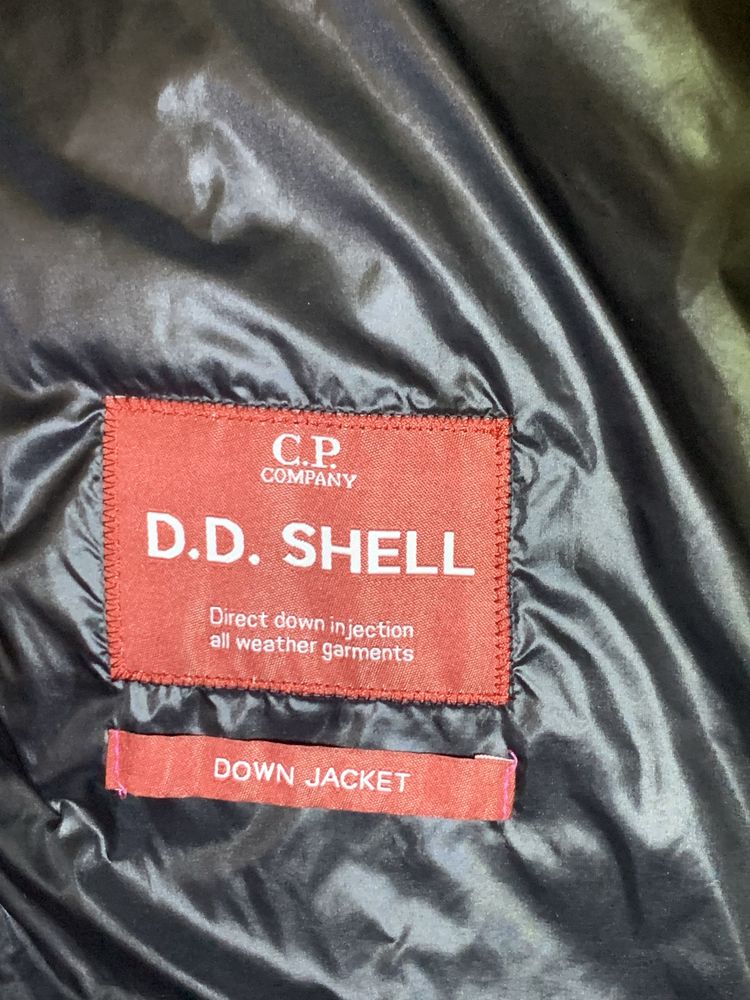 C.P.
COMPANY
D.D. SHELL
Direct down injection
all weather garments
DOWN JACKET